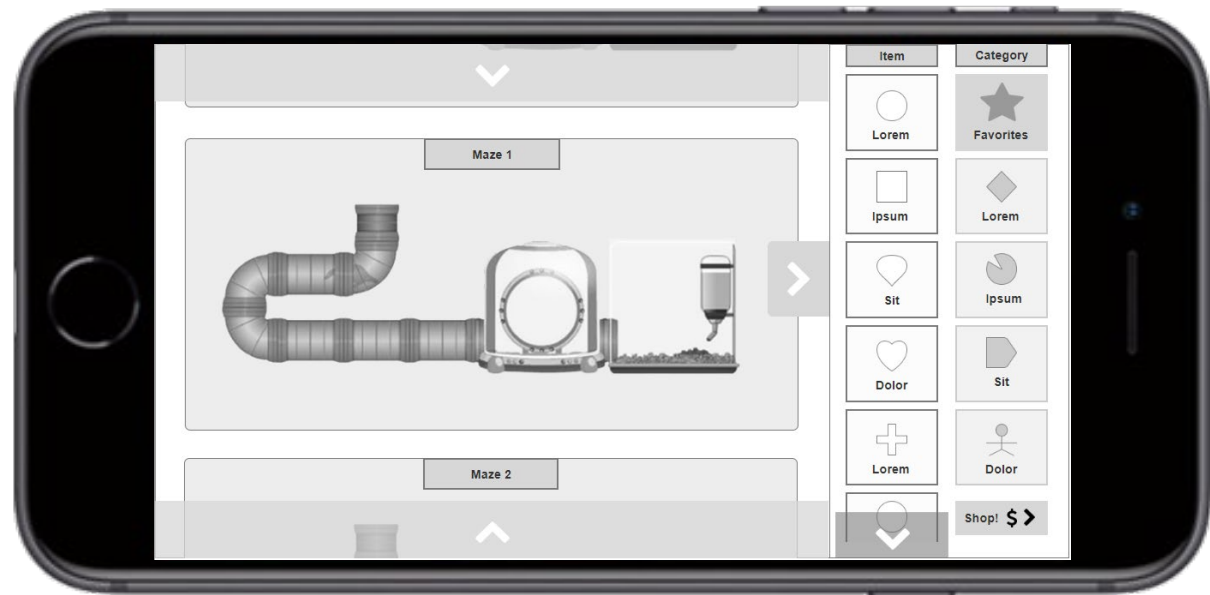 Item
Category
Lorem
Favorites
Maze 1
Ipsum
Lorem
Sit
Ipsum
Dolor
Sit
Maze 2
Lorem
Dolor
Shop! $